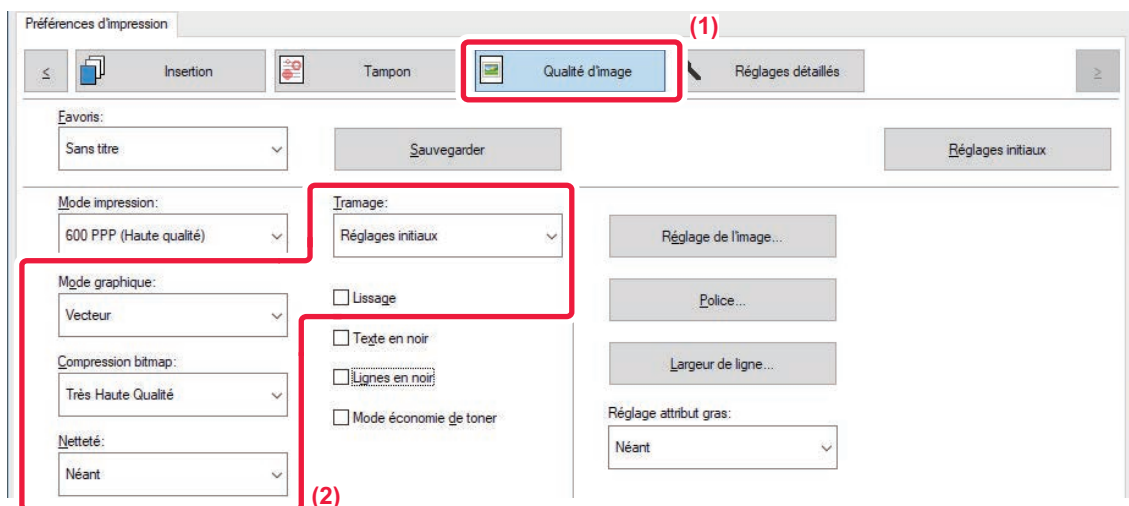 Préférences d'impression
(1)
<
Insertion
Tampon
Qualité d'image
Réglages détaillés
>
Favoris:
Sans titre
Sauvegarder
Réglages initiaux
Mode impression:
600 PPP (Haute qualité)
Tramage:
Réglages initiaux
Réglage de l'image...
Mode graphique:
Vecteur
Lissage
Police...
Texte en noir
Compression bitmap:
Très Haute Qualité
Lignes en noir
Largeur de ligne...
Mode économie de toner
Réglage attribut gras:
Néant
Netteté:
Néant
(2)